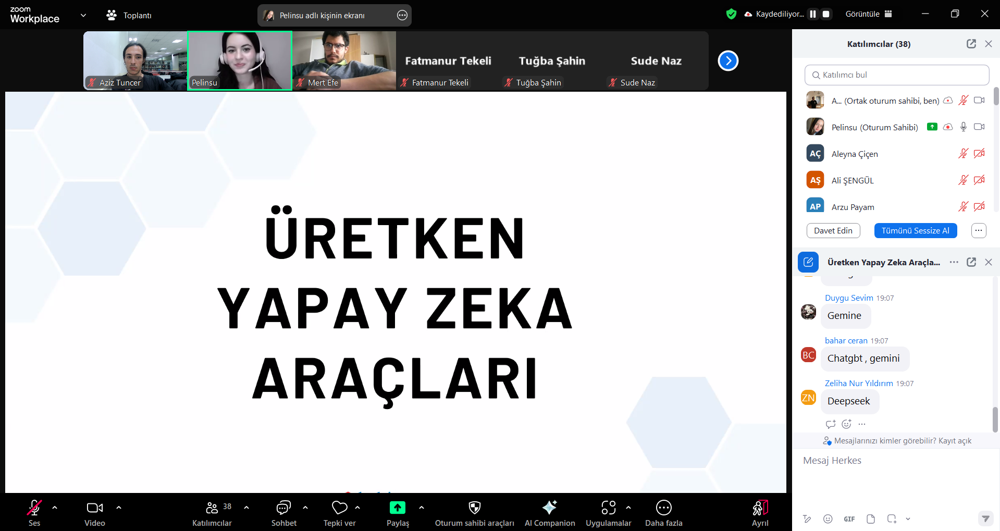 zoom
Workplace
Toplantı
Pelinsu adlı kişinin ekranı
Kaydediliyor...
Görüntüle
Aziz Tuncer
Pelinsu
Mert Efe
Fatmanur Tekeli
Fatmanur Tekeli
Tuğba Şahin
Tuğba Şahin
Sude Naz
Sude Naz
ÜRETKEN
YAPAY ZEKA
ARAÇLARI
Katılımcılar (38)
Katılımcı bul
A... (Ortak oturum sahibi, ben)
Pelinsu (Oturum Sahibi)
AÇ Aleyna Çiçen
AŞ Ali ŞENGÜL
AP Arzu Payam
Davet Edin
Tümünü Sessize Al
Üretken Yapay Zeka Araçla...
Duygu Sevim 19:07
Gemine
bahar ceran 19:07
BC Chatgbt , gemini
Zeliha Nur Yıldırım 19:07
ZN Deepseek
Mesajlarınızı kimler görebilir? Kayıt açık
Mesaj Herkes
GIF
Ses
Video
38
Katılımcılar
Sohbet
Tepki ver
Paylaş
Oturum sahibi araçları
AI Companion
Uygulamalar
Daha fazla
Ayrıl